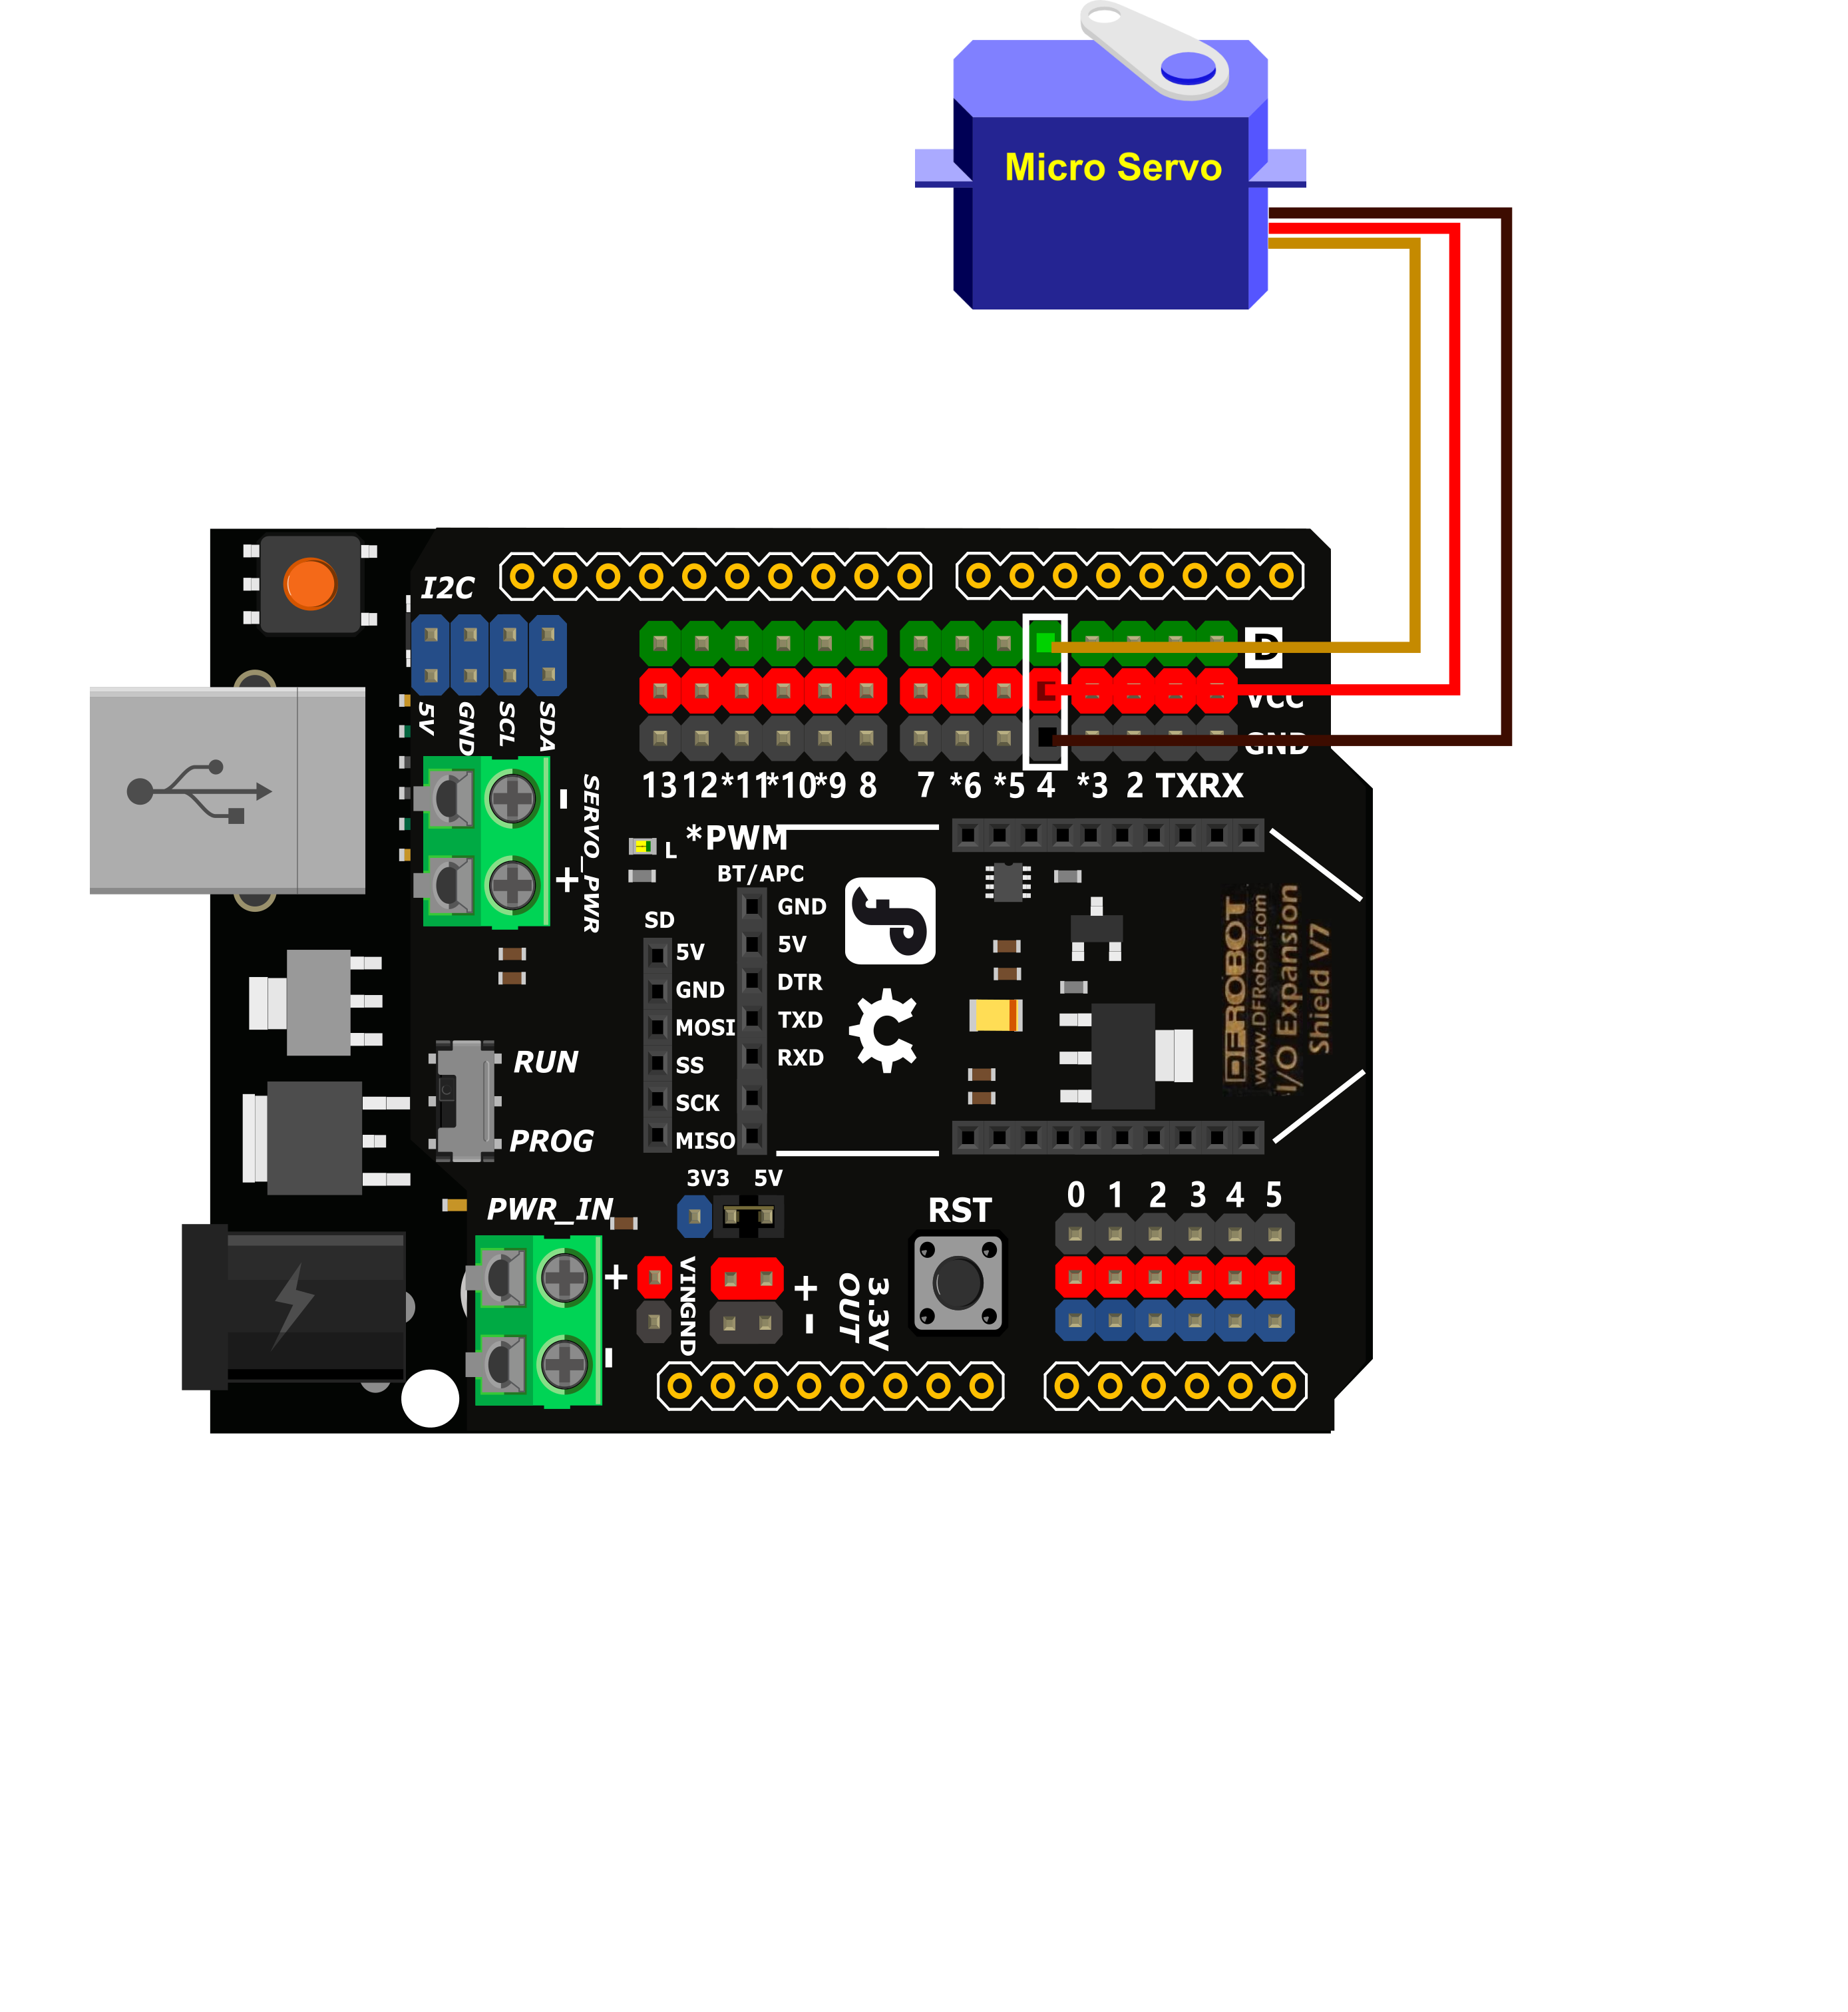 Micro Servo
I2C
5V
GND
SCL
SDA
D
VCC
GND
13 12 *11 *10 *9 8
7 *6 *5 4 *3 2 TX RX
SERVO_PWR
-
+
L
*PWM
BT/APC
GND
5V
DTR
TXD
RXD
SD
5V
GND
MOSI
SS
SCK
MISO
DFROBOT
www.DFRobot.com
I/O Expansion
Shield V7
RUN
PROG
3V3 5V
PWR_IN
+
-
VIN GND
+
-
3.3V
OUT
RST
0 1 2 3 4 5